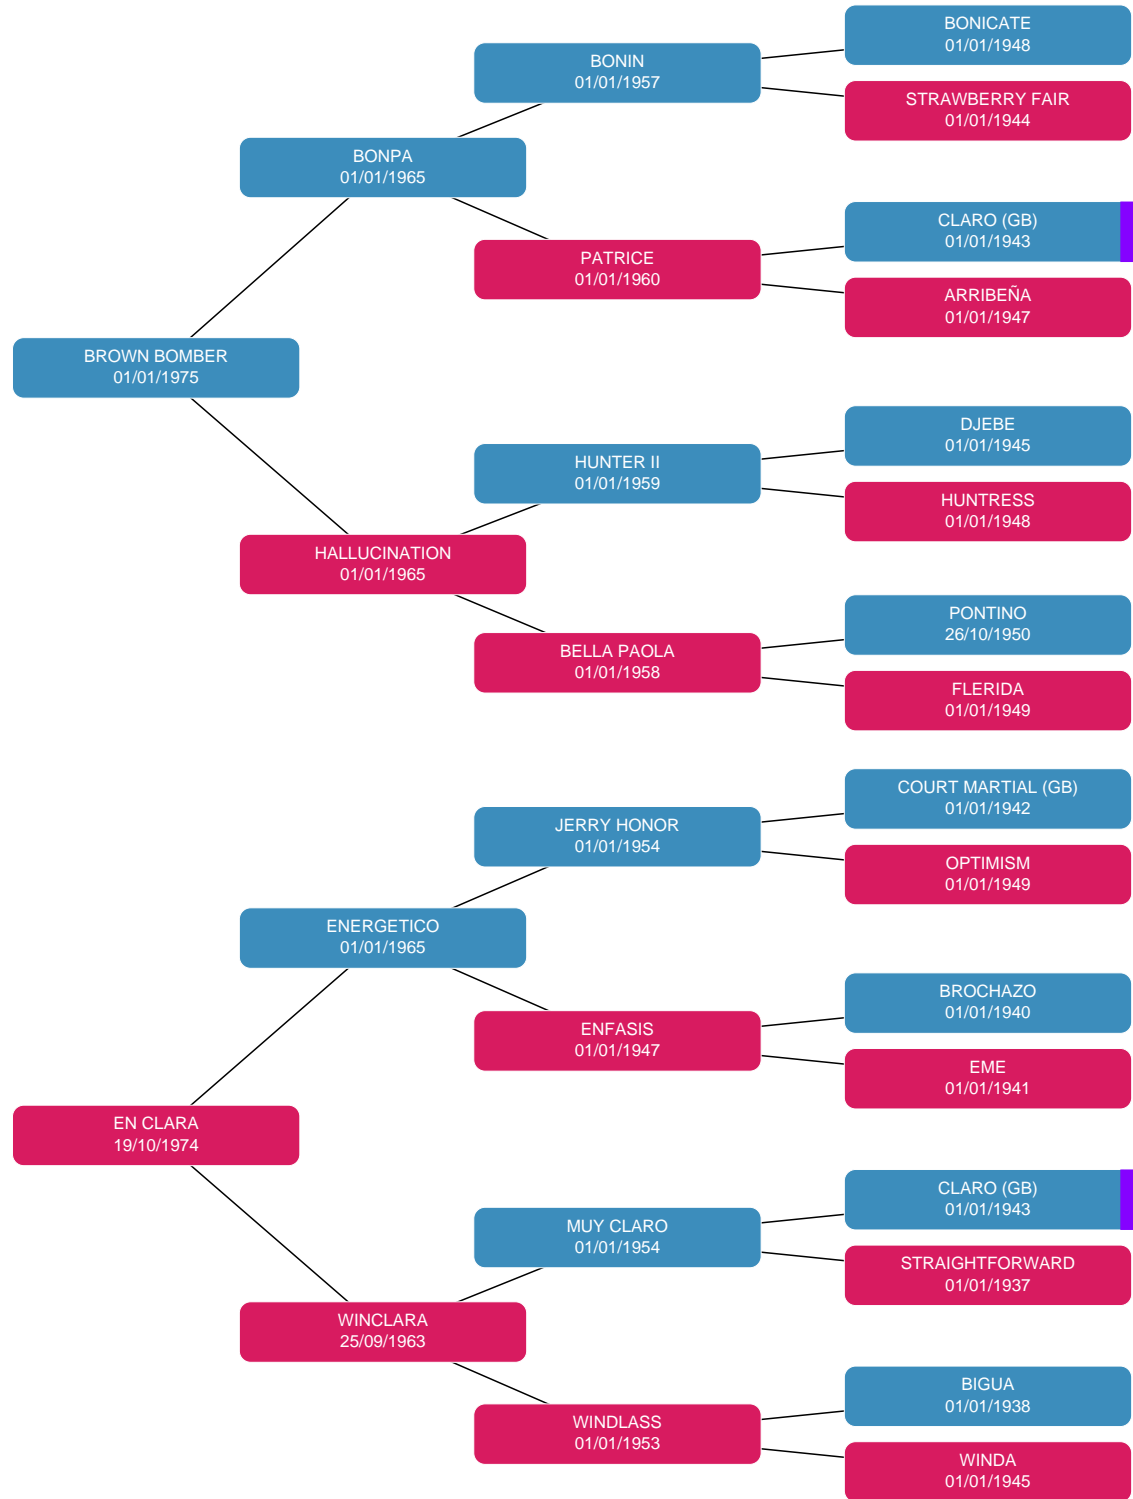 BONICATE
01/01/1948
BONIN
01/01/1957
STRAWBERRY FAIR
01/01/1944
BONPA
01/01/1965
CLARO (GB)
01/01/1943
PATRICE
01/01/1960
ARRIBEÑA
01/01/1947
BROWN BOMBER
01/01/1975
DJEBE
01/01/1945
HUNTER II
01/01/1959
HUNTRESS
01/01/1948
HALLUCINATION
01/01/1965
PONTINO
26/10/1950
BELLA PAOLA
01/01/1958
FLERIDA
01/01/1949
COURT MARTIAL (GB)
01/01/1942
JERRY HONOR
01/01/1954
OPTIMISM
01/01/1949
ENERGETICO
01/01/1965
BROCHAZO
01/01/1940
ENFASIS
01/01/1947
EME
01/01/1941
EN CLARA
19/10/1974
CLARO (GB)
01/01/1943
MUY CLARO
01/01/1954
STRAIGHTFORWARD
01/01/1937
WINCLARA
25/09/1963
BIGUA
01/01/1938
WINDLASS
01/01/1953
WINDA
01/01/1945